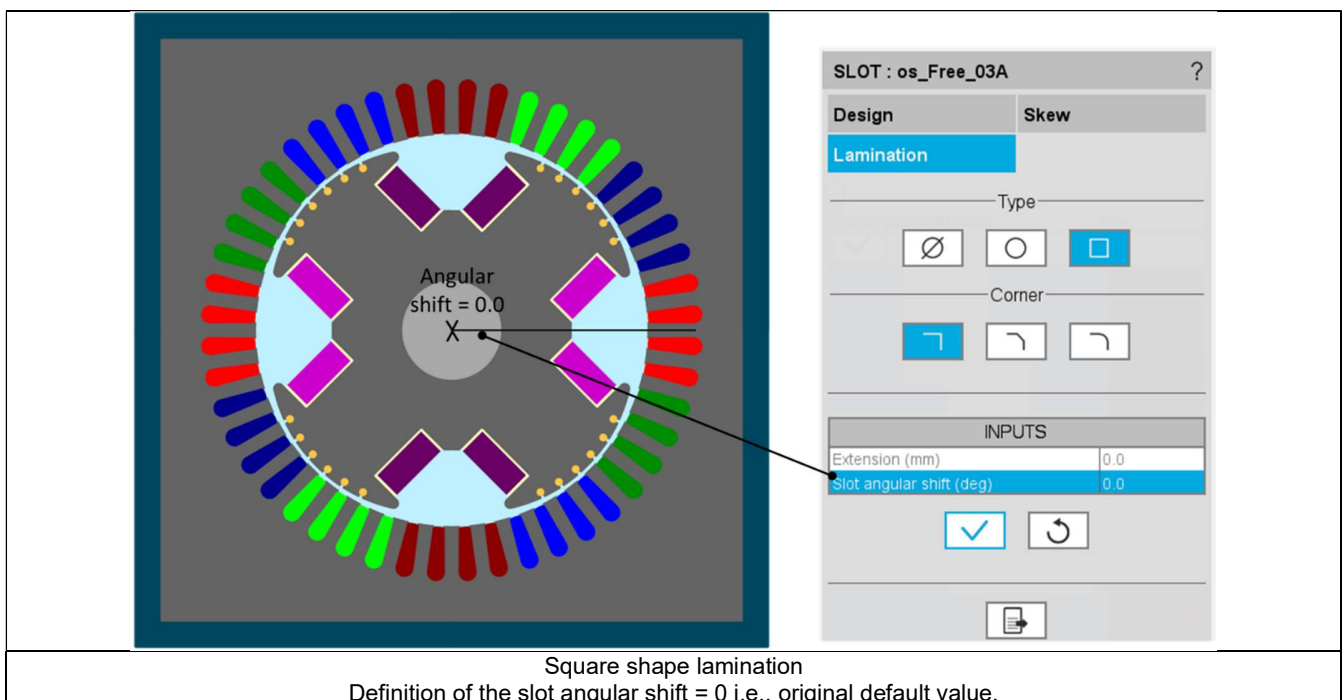 SLOT : os_Free_03A ?
Design Skew
Lamination
Type
Corner
Angular
shift = 0.0
INPUTS
Extension (mm) 0.0
Slot angular shift (deg) 0.0
Square shape lamination
Definition of the slot angular shift = 0 i.e., original default value.